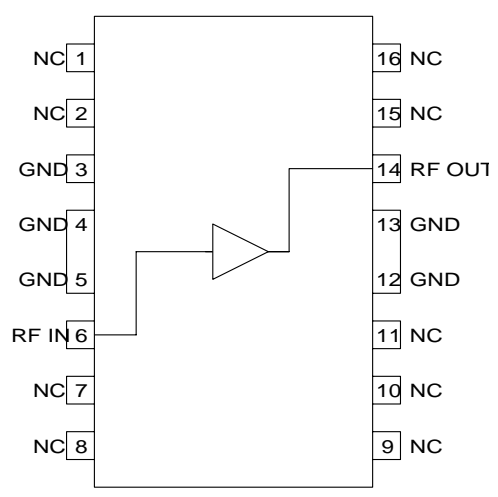 NC 1 16 NC
NC 2 15 NC
GND 3 14 RF OUT
GND 4 13 GND
GND 5 12 GND
RF IN 6 11 NC
NC 7 10 NC
NC 8 9 NC